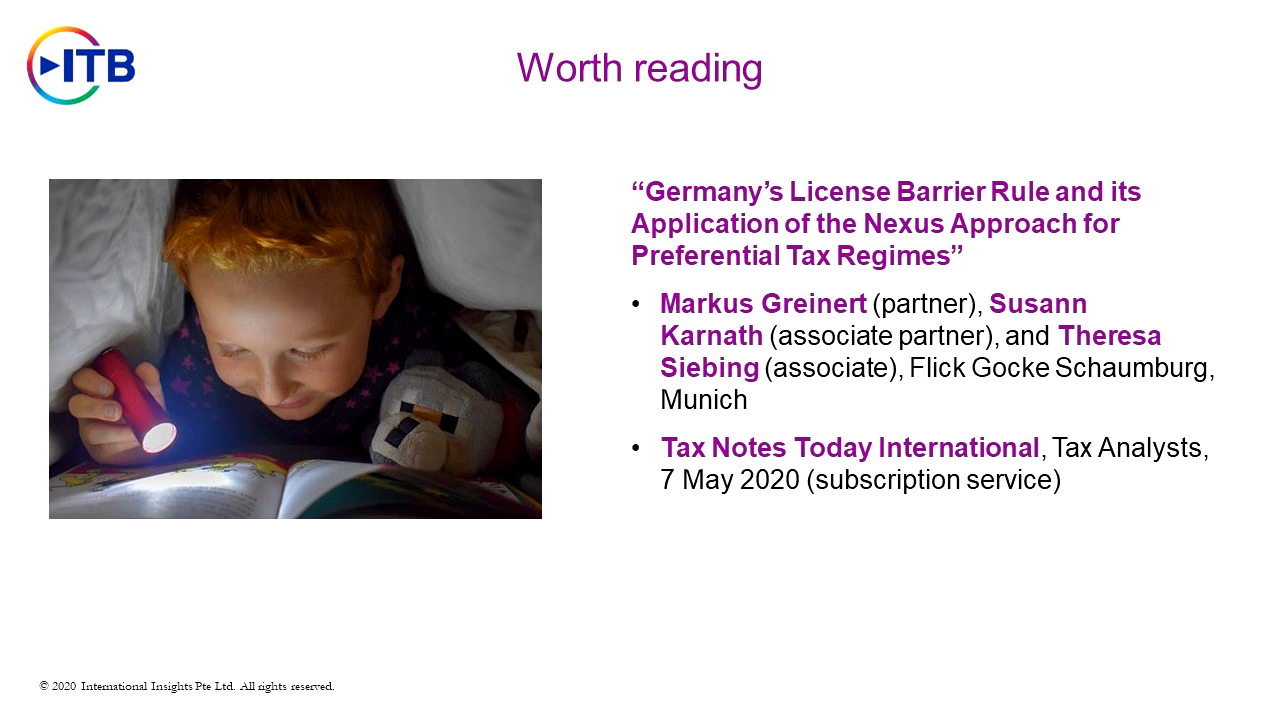 ITB
Worth reading
“Germany’s License Barrier Rule and its
Application of the Nexus Approach for
Preferential Tax Regimes”
• Markus Greinert (partner), Susann
Karnath (associate partner), and Theresa
Siebing (associate), Flick Gocke Schaumburg,
Munich
• Tax Notes Today International, Tax Analysts,
7 May 2020 (subscription service)
© 2020 International Insights Pte Ltd. All rights reserved.